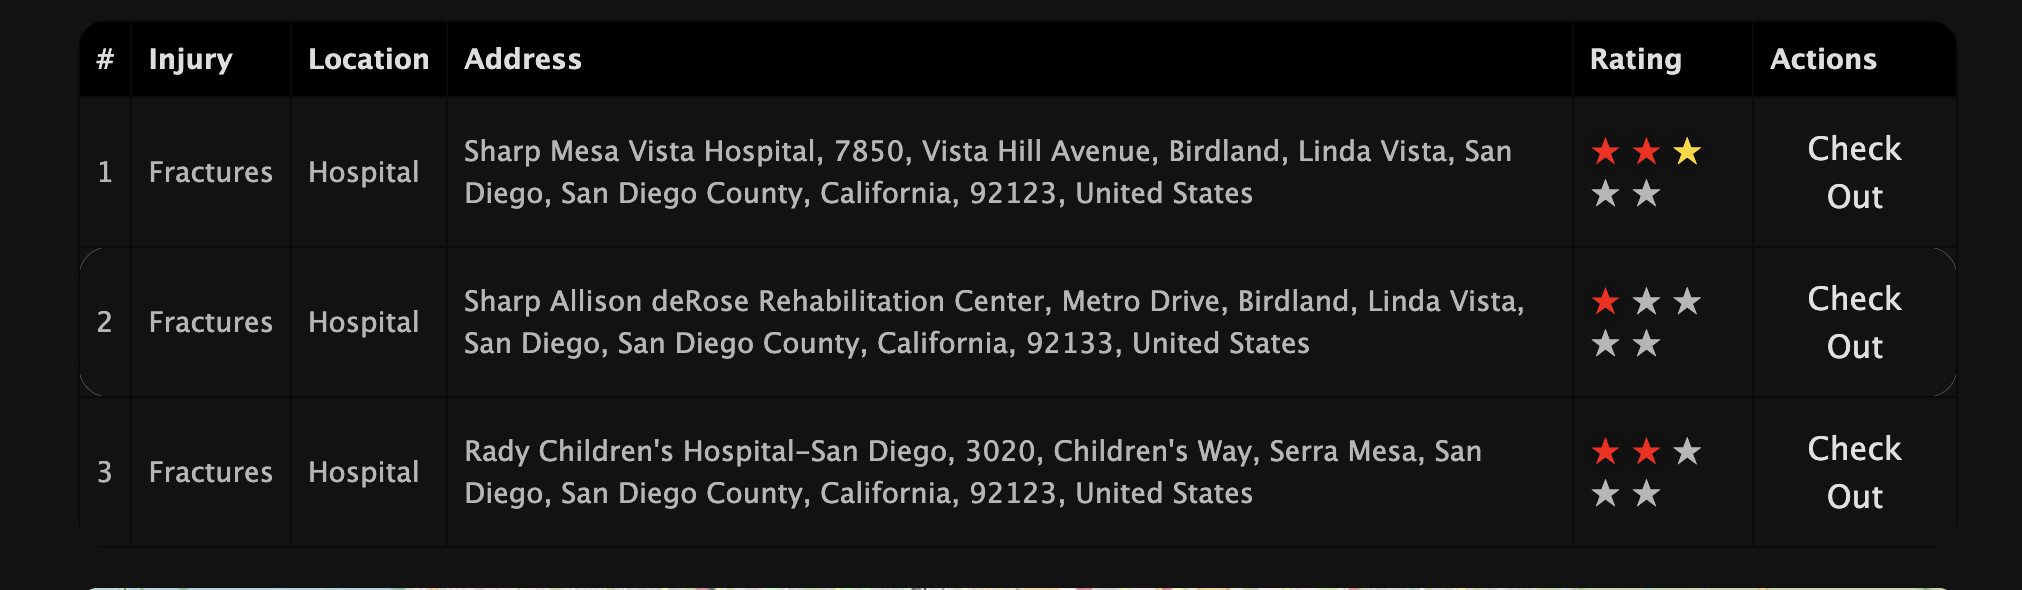 # Injury Location Address Rating Actions
1 Fractures Hospital Sharp Mesa Vista Hospital, 7850, Vista Hill Avenue, Birdland, Linda Vista, San
Diego, San Diego County, California, 92123, United States
Check
Out
2 Fractures Hospital Sharp Allison deRose Rehabilitation Center, Metro Drive, Birdland, Linda Vista,
San Diego, San Diego County, California, 92133, United States
Check
Out
3 Fractures Hospital Rady Children's Hospital–San Diego, 3020, Children's Way, Serra Mesa, San
Diego, San Diego County, California, 92123, United States
Check
Out